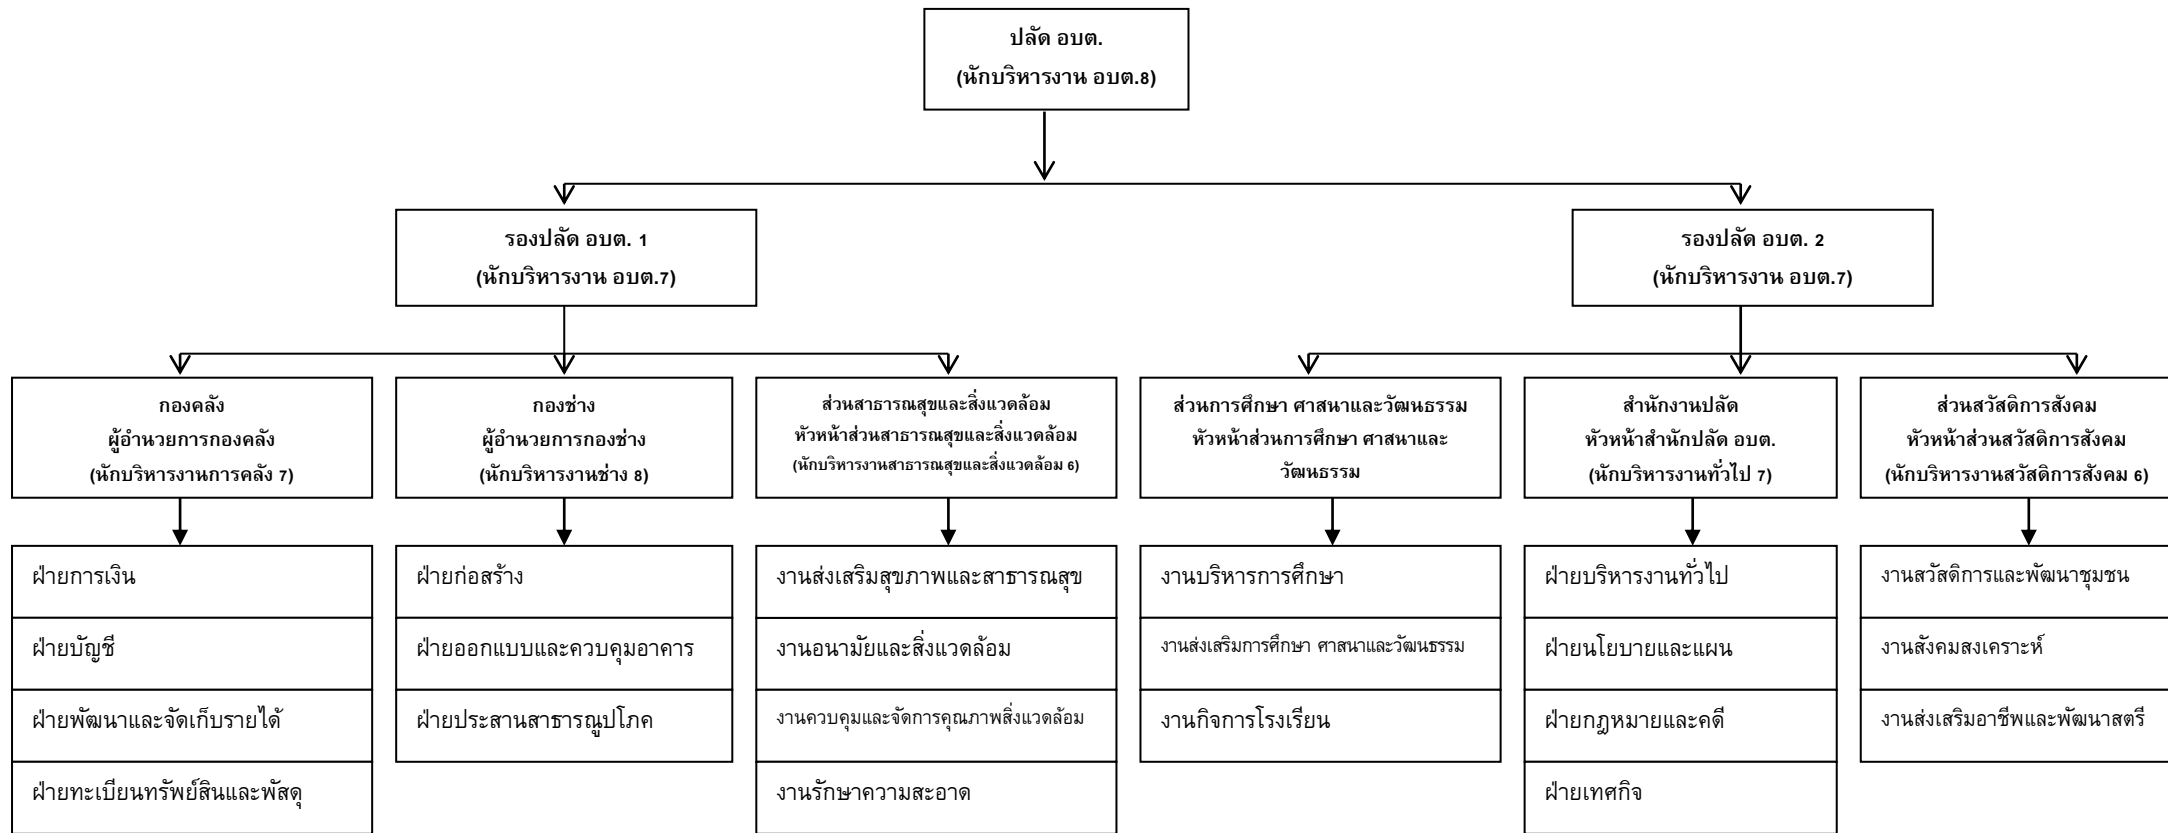 ปลัด อบต.
(นักบริหารงาน อบต.8)
รองปลัด อบต. 1
(นักบริหารงาน อบต.7)
รองปลัด อบต. 2
(นักบริหารงาน อบต.7)
กองคลัง
ผู้อำนวยการกองคลัง
(นักบริหารงานการคลัง 7)
กองช่าง
ผู้อำนวยการกองช่าง
(นักบริหารงานช่าง 8)
ส่วนสาธารณสุขและสิ่งแวดล้อม
หัวหน้าส่วนสาธารณสุขและสิ่งแวดล้อม
(นักบริหารงานสาธารณสุขและสิ่งแวดล้อม 6)
ส่วนการศึกษา ศาสนาและวัฒนธรรม
หัวหน้าส่วนการศึกษา ศาสนาและ
วัฒนธรรม
สำนักงานปลัด
หัวหน้าสำนักปลัด อบต.
(นักบริหารงานทั่วไป 7)
ส่วนสวัสดิการสังคม
หัวหน้าส่วนสวัสดิการสังคม
(นักบริหารงานสวัสดิการสังคม 6)
ฝ่ายการเงิน
ฝ่ายบัญชี
ฝ่ายพัฒนาและจัดเก็บรายได้
ฝ่ายทะเบียนทรัพย์สินและพัสดุ
ฝ่ายก่อสร้าง
ฝ่ายออกแบบและควบคุมอาคาร
ฝ่ายประสานสาธารณูปโภค
งานส่งเสริมสุขภาพและสาธารณสุข
งานอนามัยและสิ่งแวดล้อม
งานควบคุมและจัดการคุณภาพสิ่งแวดล้อม
งานรักษาความสะอาด
งานบริหารการศึกษา
งานส่งเสริมการศึกษา ศาสนาและวัฒนธรรม
งานกิจการโรงเรียน
ฝ่ายบริหารงานทั่วไป
ฝ่ายนโยบายและแผน
ฝ่ายกฎหมายและคดี
ฝ่ายเทศกิจ
งานสวัสดิการและพัฒนาชุมชน
งานสังคมสงเคราะห์
งานส่งเสริมอาชีพและพัฒนาสตรี